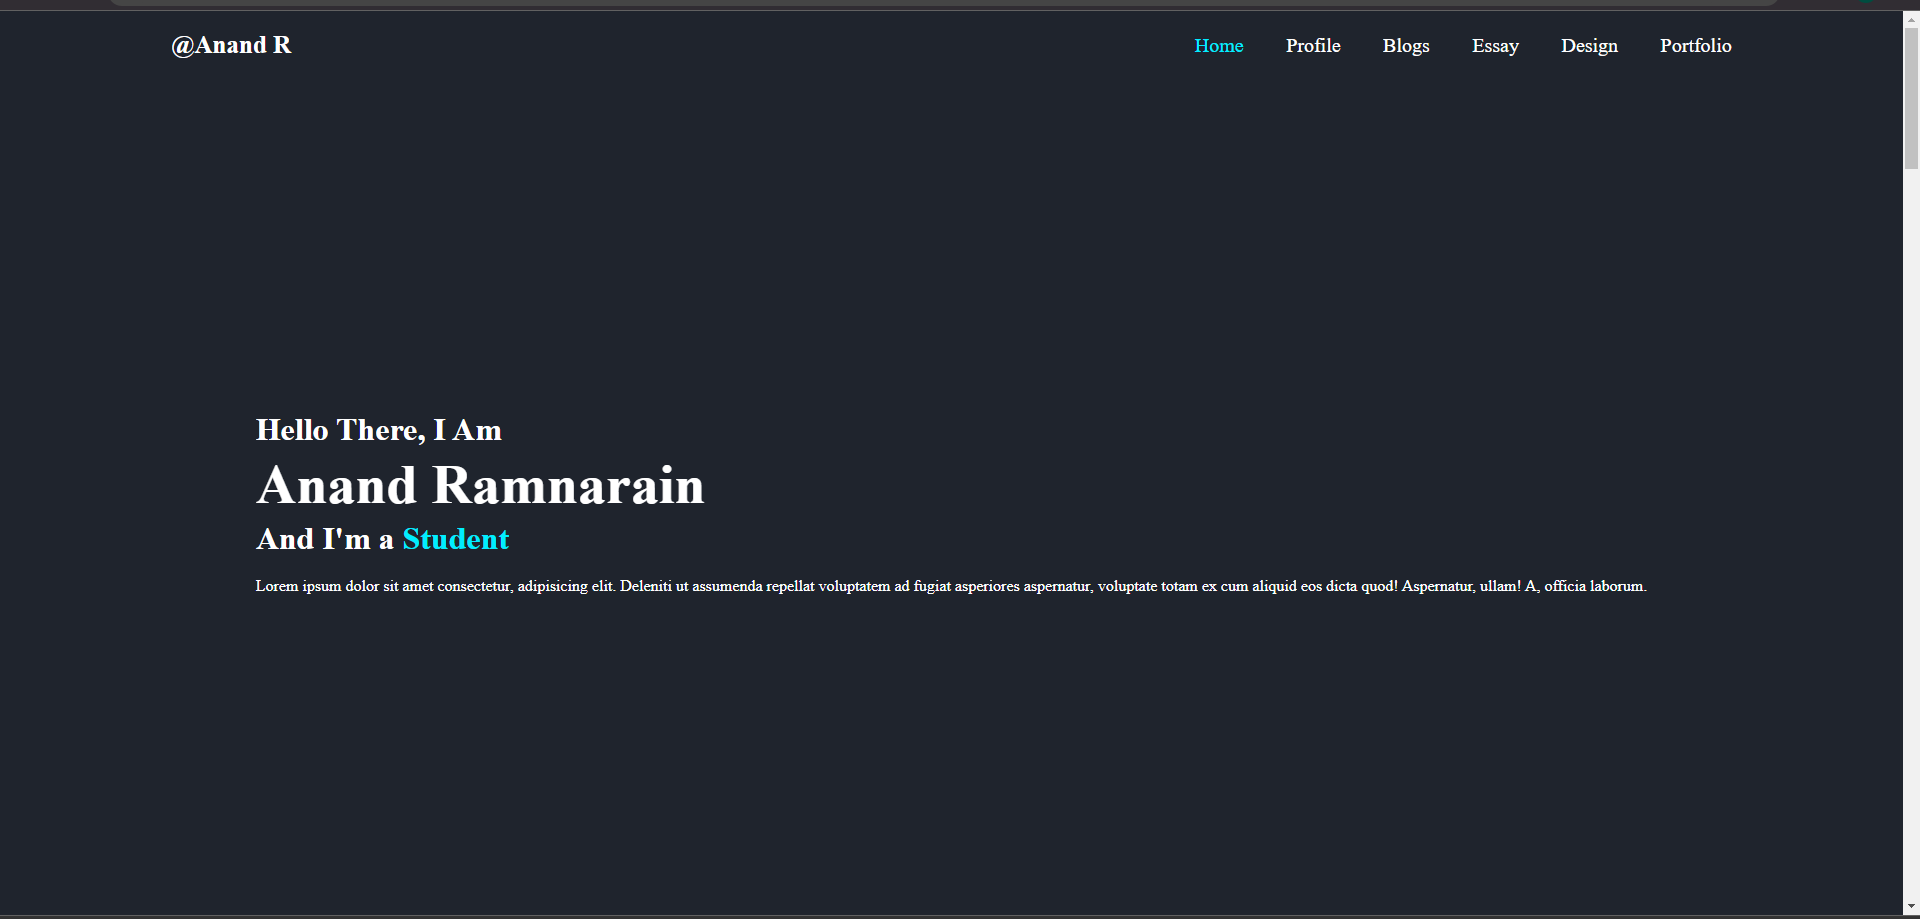 @Anand R
Home Profile Blogs Essay Design Portfolio
Hello There, I Am
Anand Ramnarain
And I'm a Student
Lorem ipsum dolor sit amet consectetur, adipisicing elit. Deleniti ut assumenda repellat voluptatem ad fugiat asperiores aspernatur, voluptate totam ex cum aliquid eos dicta quod! Aspernatur, ullam! A, officia laborum.